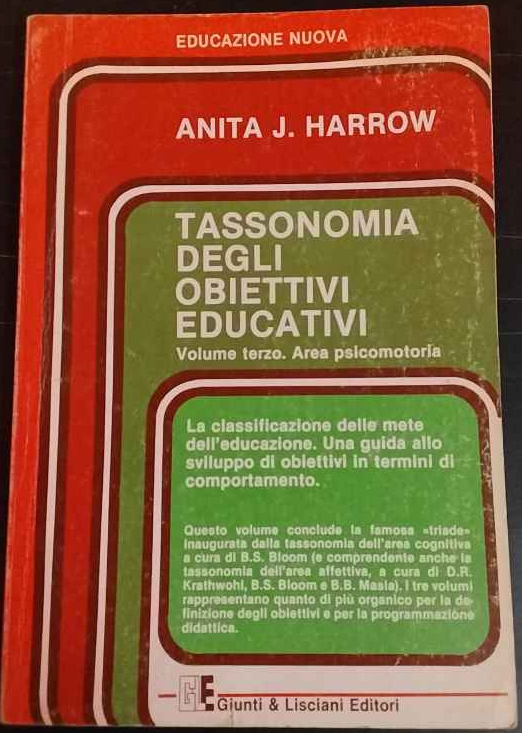 EDUCAZIONE NUOVA
ANITA J. HARROW
TASSONOMIA
DEGLI
OBIETTIVI
EDUCATIVI
Volume terzo. Area psicomotoria
La classificazione delle mete
dell'educazione. Una guida allo
sviluppo di obiettivi in termini di
comportamento.
Questo volume conclude la famosa «triade»
inaugurata dalla tassonomia dell'area cognitiva
a cura di B.S. Bloom (e comprendente anche la
tassonomia dell'area affettiva, a cura di D.R.
Krathwohl, B.S. Bloom e B.B. Masia). I tre volumi
rappresentano quanto di più organico per la de-
finizione degli obiettivi e per la programmazione
didattica.
GLE Giunti & Lisciani Editori